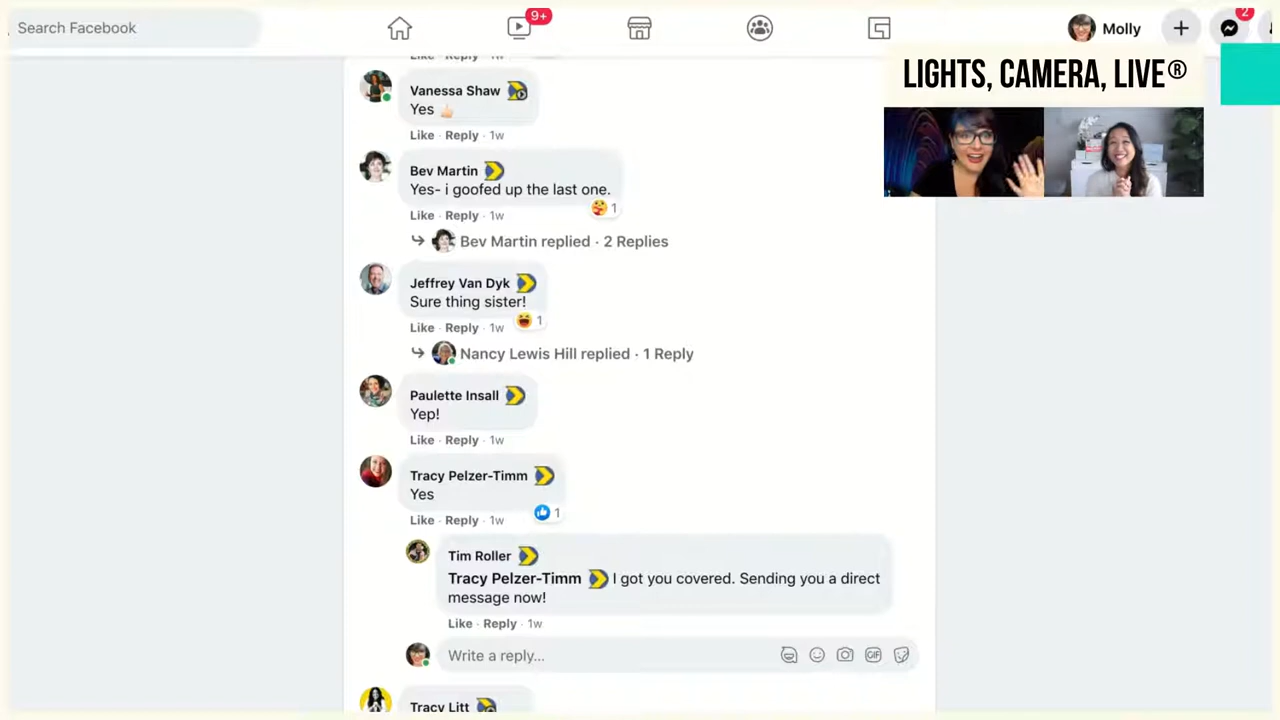 Search Facebook
9+
Molly
2
LIGHTS, CAMERA, LIVE®
Like · Reply · 1w
Vanessa Shaw
Yes 👍🏻
Like · Reply · 1w
Bev Martin
Yes- i goofed up the last one.
1
Like · Reply · 1w
Bev Martin replied · 2 Replies
Jeffrey Van Dyk
Sure thing sister!
1
Like · Reply · 1w
Nancy Lewis Hill replied · 1 Reply
Paulette Insall
Yep!
Like · Reply · 1w
Tracy Pelzer-Timm
Yes
1
Like · Reply · 1w
Tim Roller
Tracy Pelzer-Timm I got you covered. Sending you a direct
message now!
Like · Reply · 1w
Write a reply...
GIF
Tracy Litt